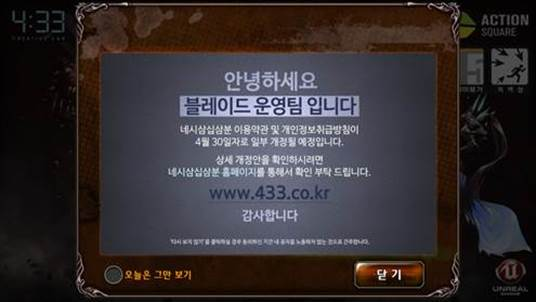 4:33
ACTION
SQUARE
안녕하세요
블레이드 운영팀 입니다
네시삼십삼분 이용약관 및 개인정보취급방침이
4월 30일자로 일부 개정될 예정입니다.
상세 개정안을 확인하시려면
네시삼십삼분 홈페이지를 통해서 확인 부탁 드립니다.
www.433.co.kr
감사합니다
오늘은 그만 보기
닫 기
UNREAL